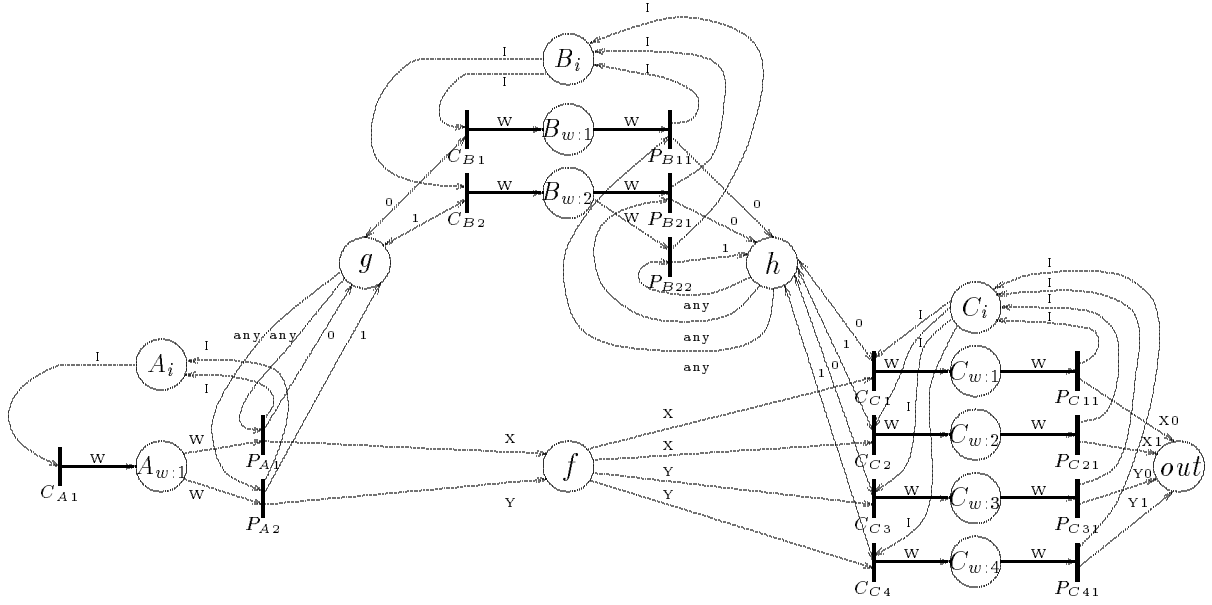 I
B_i
I
I
I
I
C_B1
W
B_w:1
W
P_B11
C_B2
W
B_w:2
W
P_B21
W
P_B22
0
1
0
0
1
g
h
any any
0
1
any
any
any
I
C_i
I
I
I
I
I
0
1
0
1
I
I
A_i
I
I
C_A1
W
A_w:1
W
W
P_A1
P_A2
X
Y
f
X
X
Y
Y
C_C1
W
C_w:1
W
P_C11
X0
C_C2
W
C_w:2
W
P_C21
X1
C_C3
W
C_w:3
W
P_C31
Y0
C_C4
W
C_w:4
W
P_C41
Y1
out